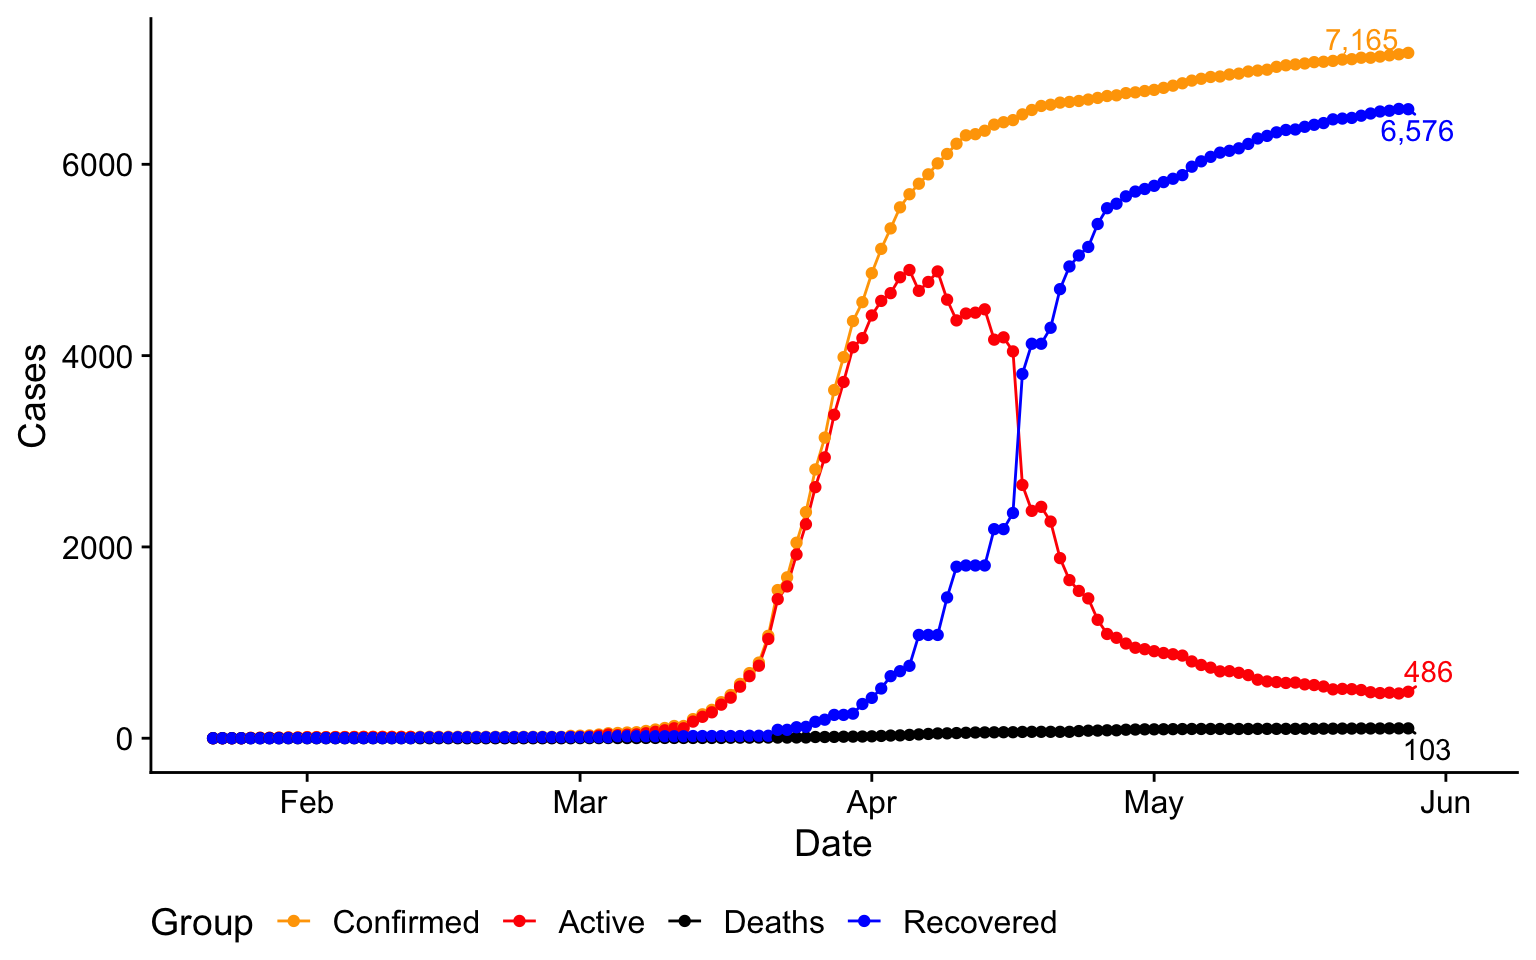 7,165
6,576
486
103
6000
4000
2000
0
Cases
Feb Mar Apr May Jun
Date
Group Confirmed Active Deaths Recovered